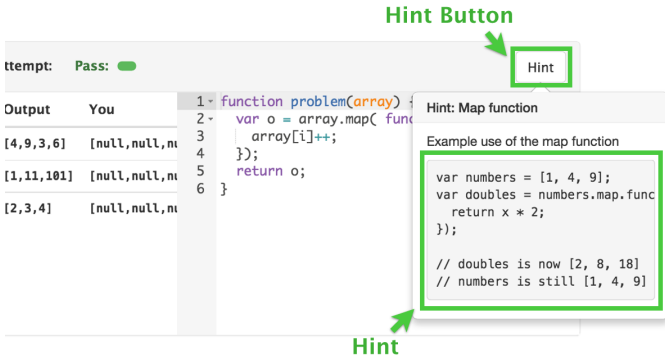 Hint Button
ttempt: Pass:
Hint
Output You
[4,9,3,6] [null,null,nu
[1,11,101] [null,null,nu
[2,3,4] [null,null,nu
1 function problem(array) {
2 var o = array.map( func
3 array[i]++;
4 });
5 return o;
6 }
Hint: Map function
Example use of the map function
var numbers = [1, 4, 9];
var doubles = numbers.map.func
return x * 2;
});
// doubles is now [2, 8, 18]
// numbers is still [1, 4, 9]
Hint